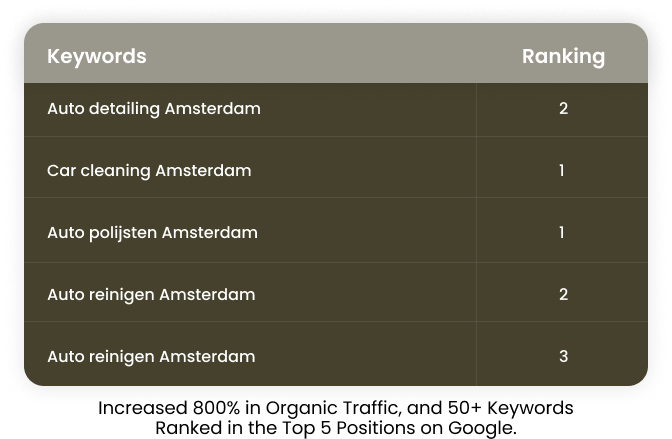 Keywords Ranking
Auto detailing Amsterdam 2
Car cleaning Amsterdam 1
Auto polijsten Amsterdam 1
Auto reinigen Amsterdam 2
Auto reinigen Amsterdam 3
Increased 800% in Organic Traffic, and 50+ Keywords
Ranked in the Top 5 Positions on Google.